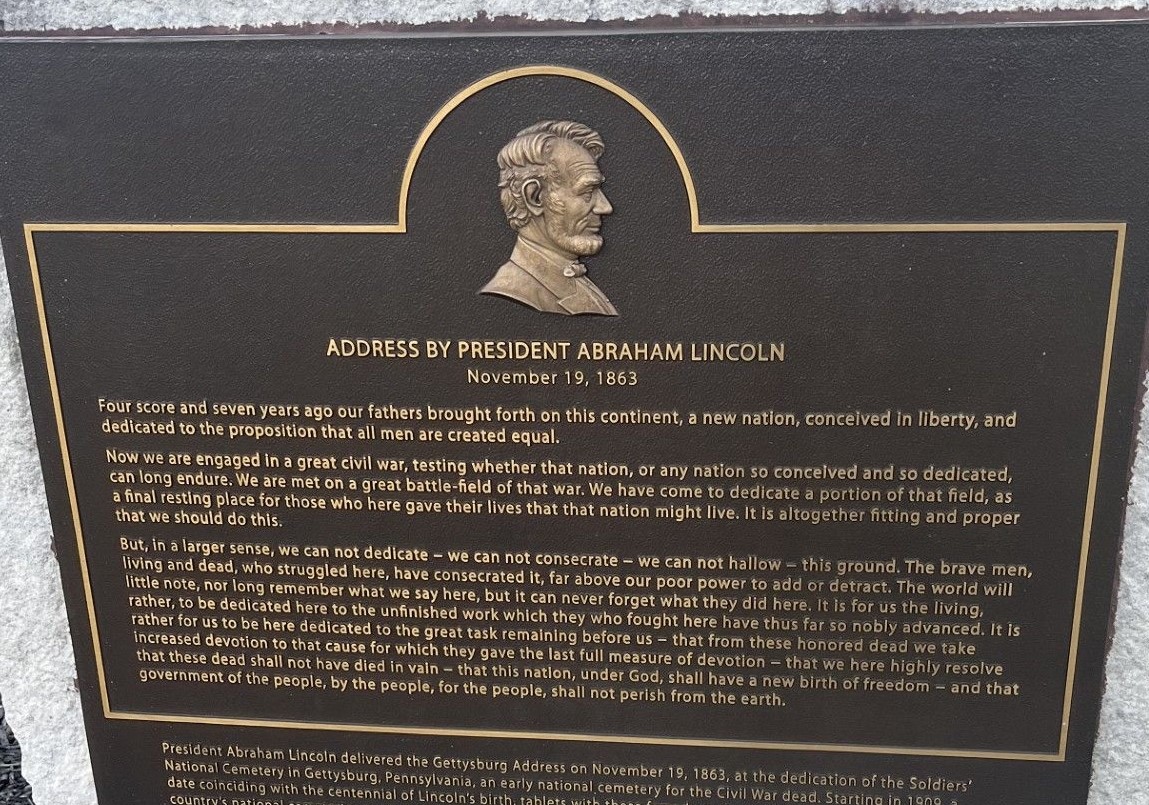 ADDRESS BY PRESIDENT ABRAHAM LINCOLN
November 19, 1863
Four score and seven years ago our fathers brought forth on this continent, a new nation, conceived in liberty, and
dedicated to the proposition that all men are created equal.
Now we are engaged in a great civil war, testing whether that nation, or any nation so conceived and so dedicated,
can long endure. We are met on a great battle-field of that war. We have come to dedicate a portion of that field, as
a final resting place for those who here gave their lives that that nation might live. It is altogether fitting and proper
that we should do this.
But, in a larger sense, we can not dedicate – we can not consecrate – we can not hallow – this ground. The brave men,
living and dead, who struggled here, have consecrated it, far above our poor power to add or detract. The world will
little note, nor long remember what we say here, but it can never forget what they did here. It is for us the living,
rather, to be dedicated here to the unfinished work which they who fought here have thus far so nobly advanced. It is
rather for us to be here dedicated to the great task remaining before us – that from these honored dead we take
increased devotion to that cause for which they gave the last full measure of devotion – that we here highly resolve
that these dead shall not have died in vain – that this nation, under God, shall have a new birth of freedom – and that
government of the people, by the people, for the people, shall not perish from the earth.
President Abraham Lincoln delivered the Gettysburg Address on November 19, 1863, at the dedication of the Soldiers'
National Cemetery in Gettysburg, Pennsylvania, an early national cemetery for the Civil War dead. Starting in 1909, a
date coinciding with the centennial of Lincoln's birth, tablets with
country's national